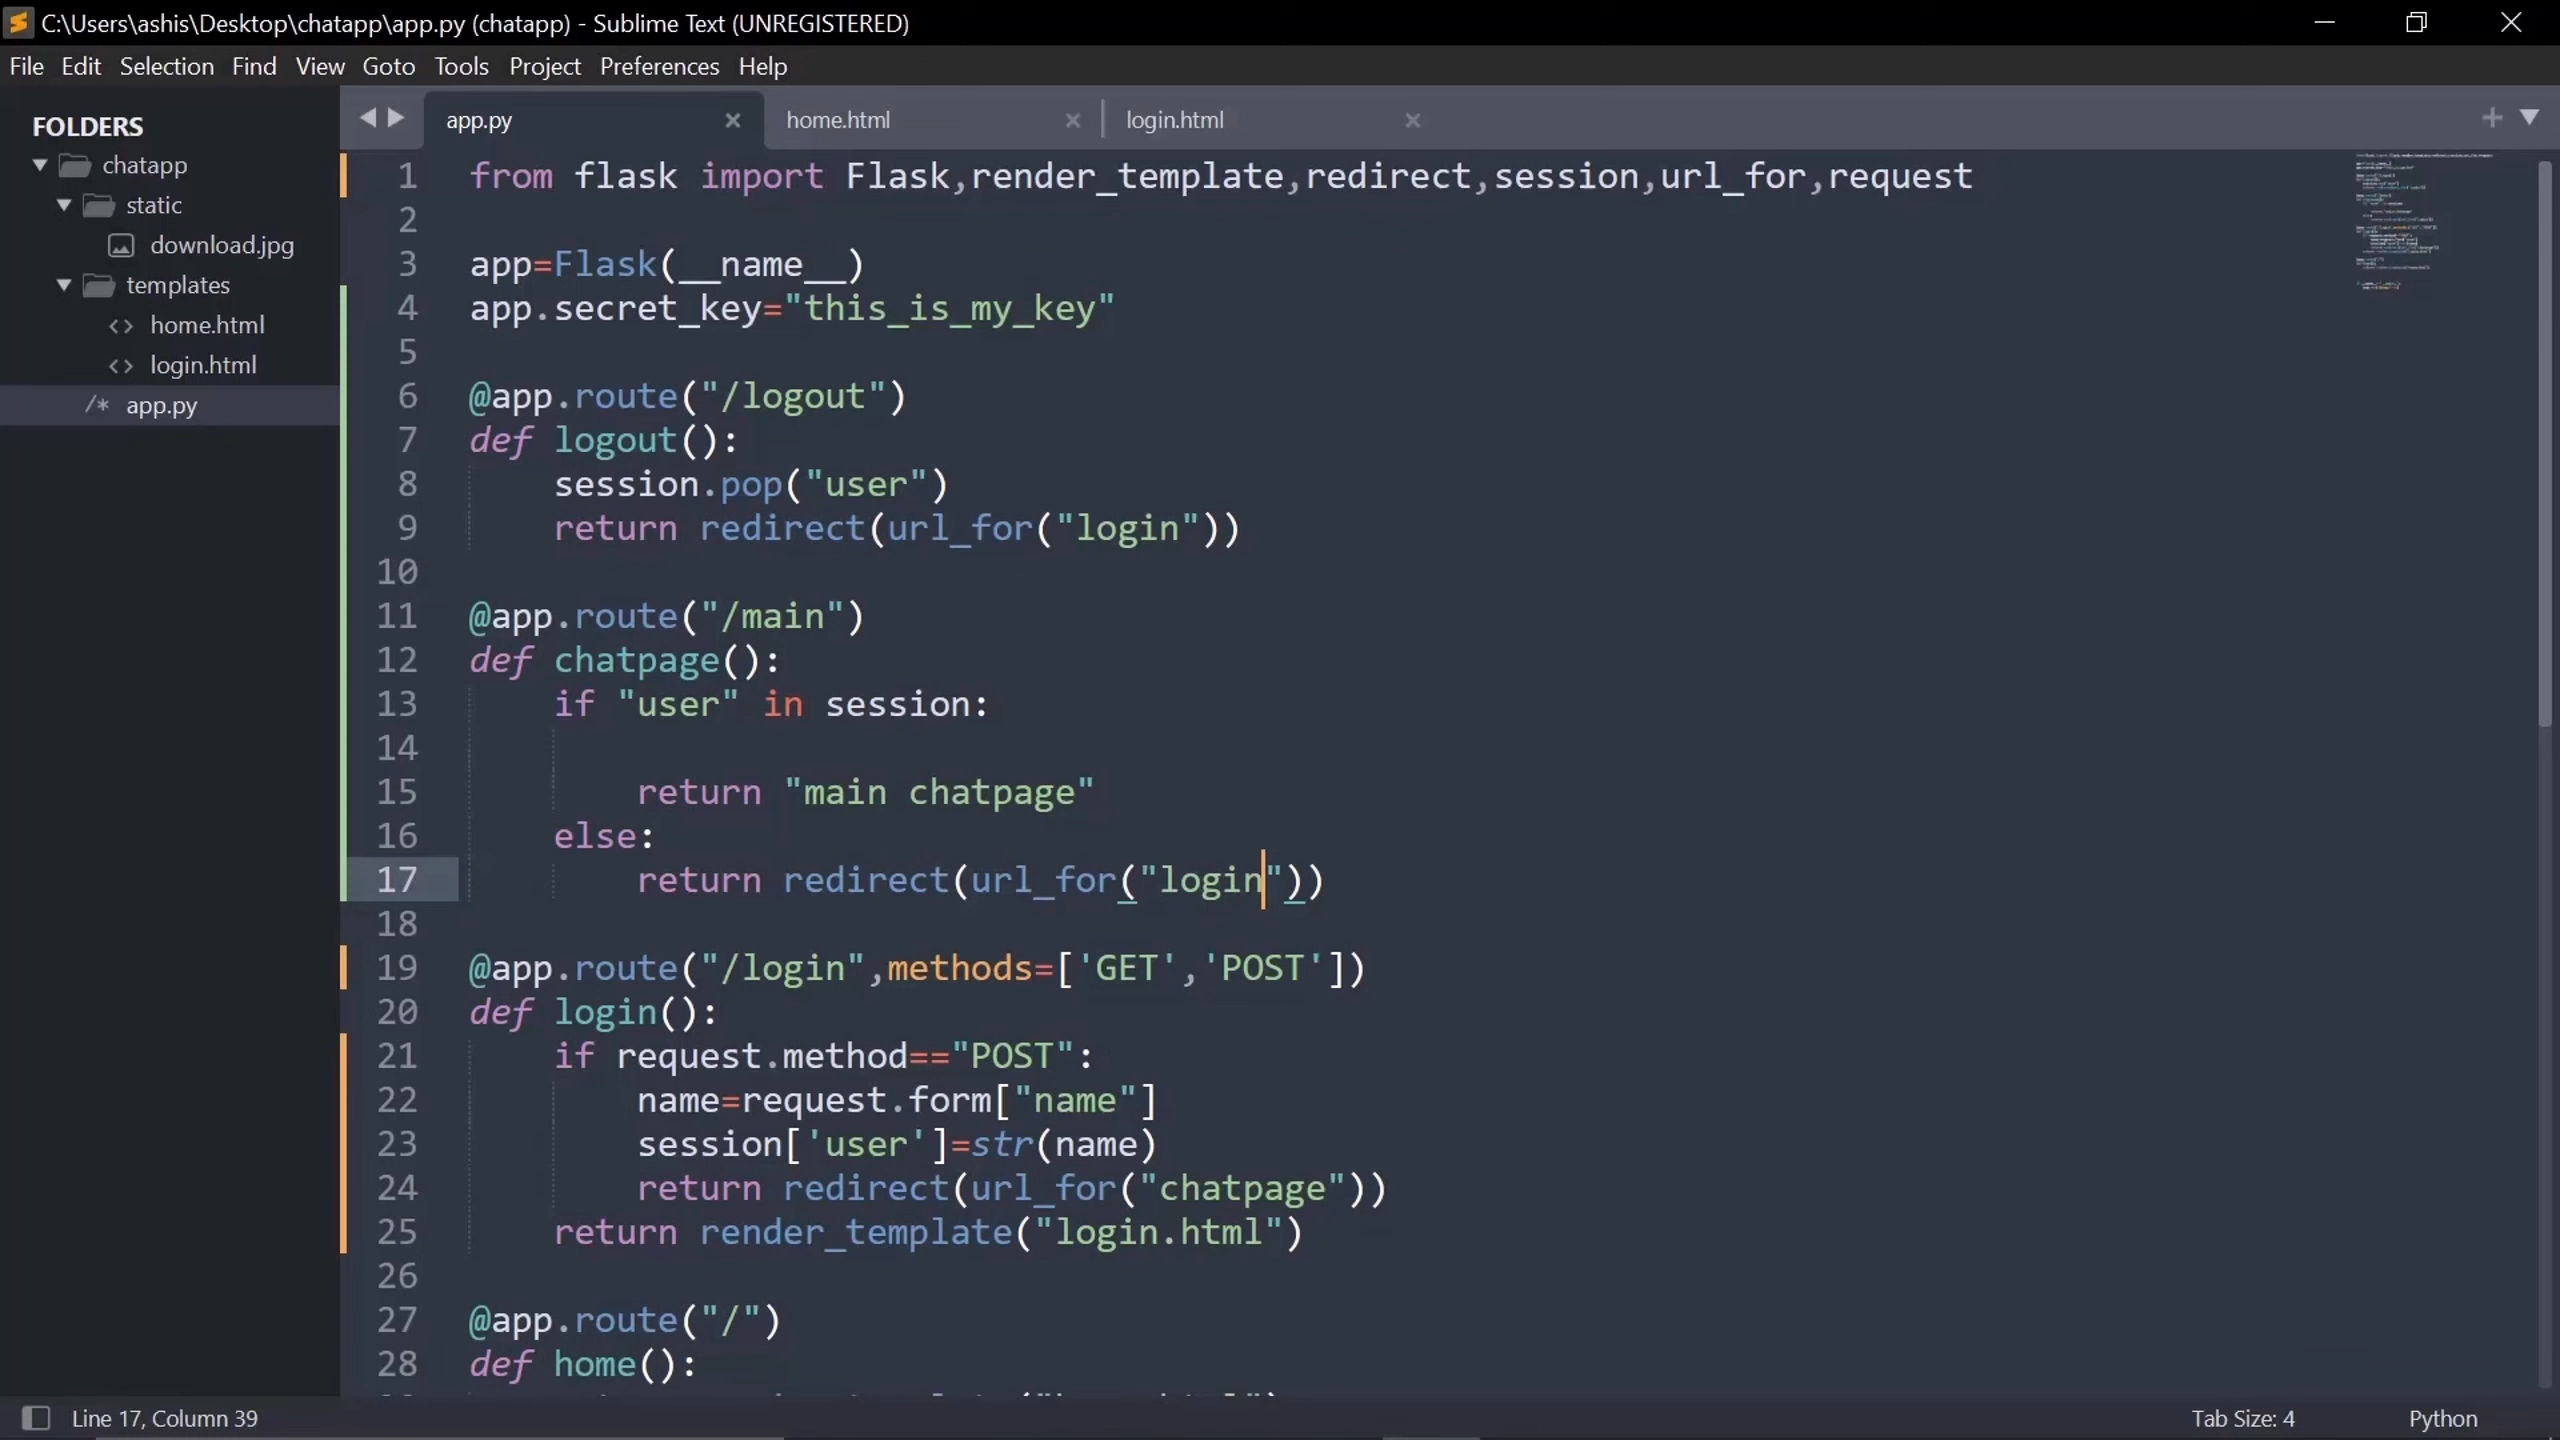 C:\Users\ashis\Desktop\chatapp\app.py (chatapp) - Sublime Text (UNREGISTERED)
File Edit Selection Find View Goto Tools Project Preferences Help
FOLDERS
chatapp
static
download.jpg
templates
home.html
login.html
/* app.py
app.py
home.html
login.html
1 from flask import Flask,render_template,redirect,session,url_for,request
2
3 app=Flask(__name__)
4 app.secret_key="this_is_my_key"
5
6 @app.route("/logout")
7 def logout():
8     session.pop("user")
9     return redirect(url_for("login"))
10
11 @app.route("/main")
12 def chatpage():
13     if "user" in session:
14
15         return "main chatpage"
16     else:
17         return redirect(url_for("login"))
18
19 @app.route("/login",methods=['GET','POST'])
20 def login():
21     if request.method=="POST":
22         name=request.form["name"]
23         session['user']=str(name)
24         return redirect(url_for("chatpage"))
25     return render_template("login.html")
26
27 @app.route("/")
28 def home():
Line 17, Column 39
Tab Size: 4
Python